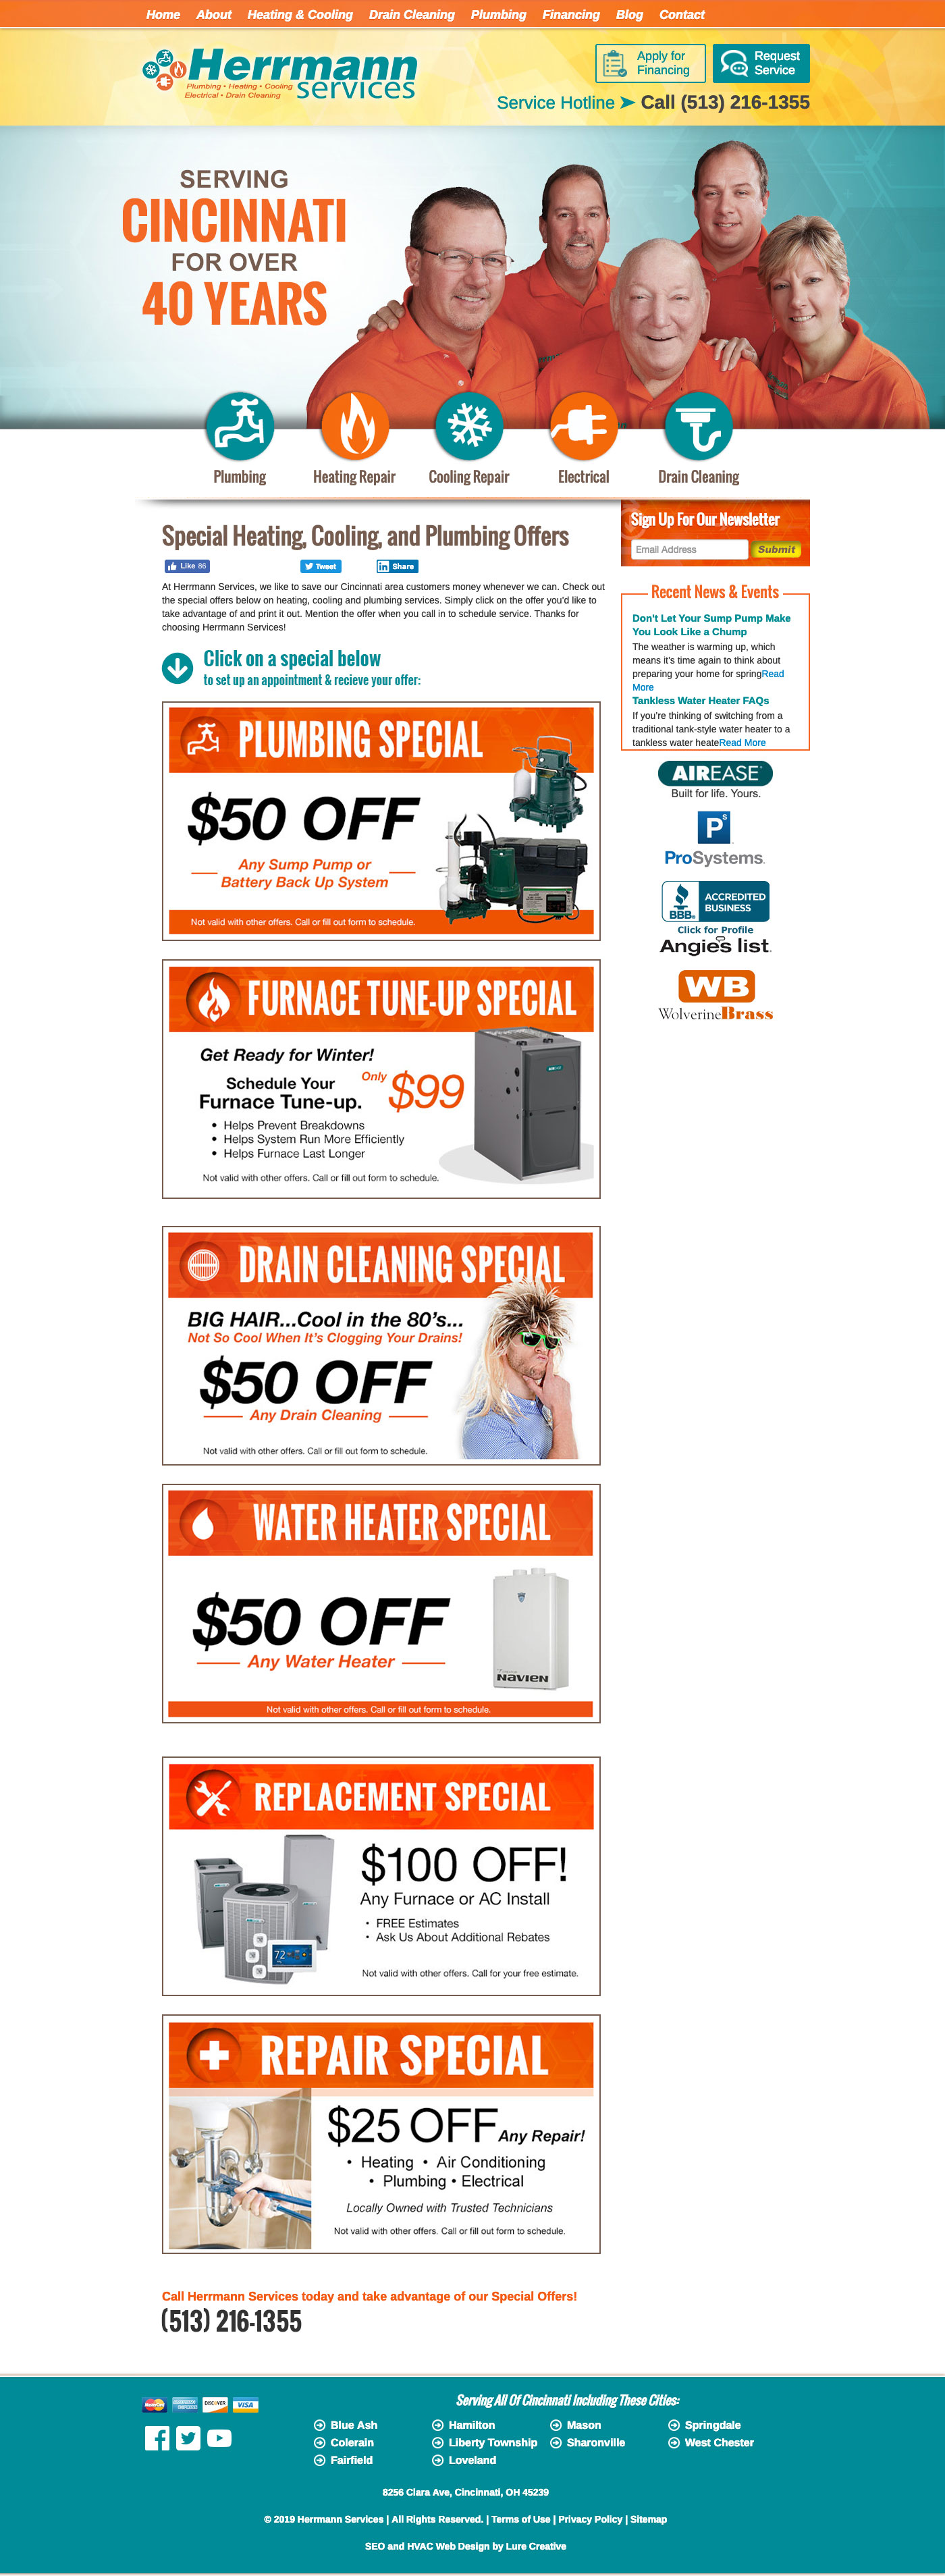 Home About Heating & Cooling Drain Cleaning Plumbing Financing Blog Contact
Herrmann
services
Plumbing • Heating • Cooling
Electrical • Drain Cleaning
Apply for
Financing
Request
Service
Service Hotline ➤ Call (513) 216-1355
SERVING
CINCINNATI
FOR OVER
40 YEARS
Plumbing Heating Repair Cooling Repair Electrical Drain Cleaning
Special Heating, Cooling, and Plumbing Offers
Like 86 Tweet in Share
At Herrmann Services, we like to save our Cincinnati area customers money whenever we can. Check out
the special offers below on heating, cooling and plumbing services. Simply click on the offer you'd like to
take advantage of and print it out. Mention the offer when you call in to schedule service. Thanks for
choosing Herrmann Services!
Click on a special below
to set up an appointment & recieve your offer:
PLUMBING SPECIAL
$50 OFF
Any Sump Pump or
Battery Back Up System
Not valid with other offers. Call or fill out form to schedule.
FURNACE TUNE-UP SPECIAL
Get Ready for Winter!
Schedule Your
Furnace Tune-up.
Only $99
• Helps Prevent Breakdowns
• Helps System Run More Efficiently
• Helps Furnace Last Longer
Not valid with other offers. Call or fill out form to schedule.
DRAIN CLEANING SPECIAL
BIG HAIR...Cool in the 80's...
Not So Cool When It's Clogging Your Drains!
$50 OFF
Any Drain Cleaning
Not valid with other offers. Call or fill out form to schedule.
WATER HEATER SPECIAL
$50 OFF
Any Water Heater
NAVIEN
Not valid with other offers. Call or fill out form to schedule.
REPLACEMENT SPECIAL
$100 OFF!
Any Furnace or AC Install
• FREE Estimates
• Ask Us About Additional Rebates
72
Not valid with other offers. Call for your free estimate.
REPAIR SPECIAL
$25 OFF Any Repair!
• Heating • Air Conditioning
• Plumbing • Electrical
Locally Owned with Trusted Technicians
Not valid with other offers. Call or fill out form to schedule.
Call Herrmann Services today and take advantage of our Special Offers!
(513) 216-1355
Sign Up For Our Newsletter
Email Address Submit
Recent News & Events
Don't Let Your Sump Pump Make
You Look Like a Chump
The weather is warming up, which
means it's time again to think about
preparing your home for springRead
More
Tankless Water Heater FAQs
If you're thinking of switching from a
traditional tank-style water heater to a
tankless water heateRead More
AIREASE
Built for life. Yours.
PS
ProSystems
BBB ACCREDITED
BUSINESS
Click for Profile
Angie's list
WB
WolverineBrass
MasterCard AMERICAN EXPRESS DISCOVER VISA
Serving All Of Cincinnati Including These Cities:
Blue Ash Hamilton Mason Springdale
Colerain Liberty Township Sharonville West Chester
Fairfield Loveland
8256 Clara Ave, Cincinnati, OH 45239
© 2019 Herrmann Services | All Rights Reserved. | Terms of Use | Privacy Policy | Sitemap
SEO and HVAC Web Design by Lure Creative